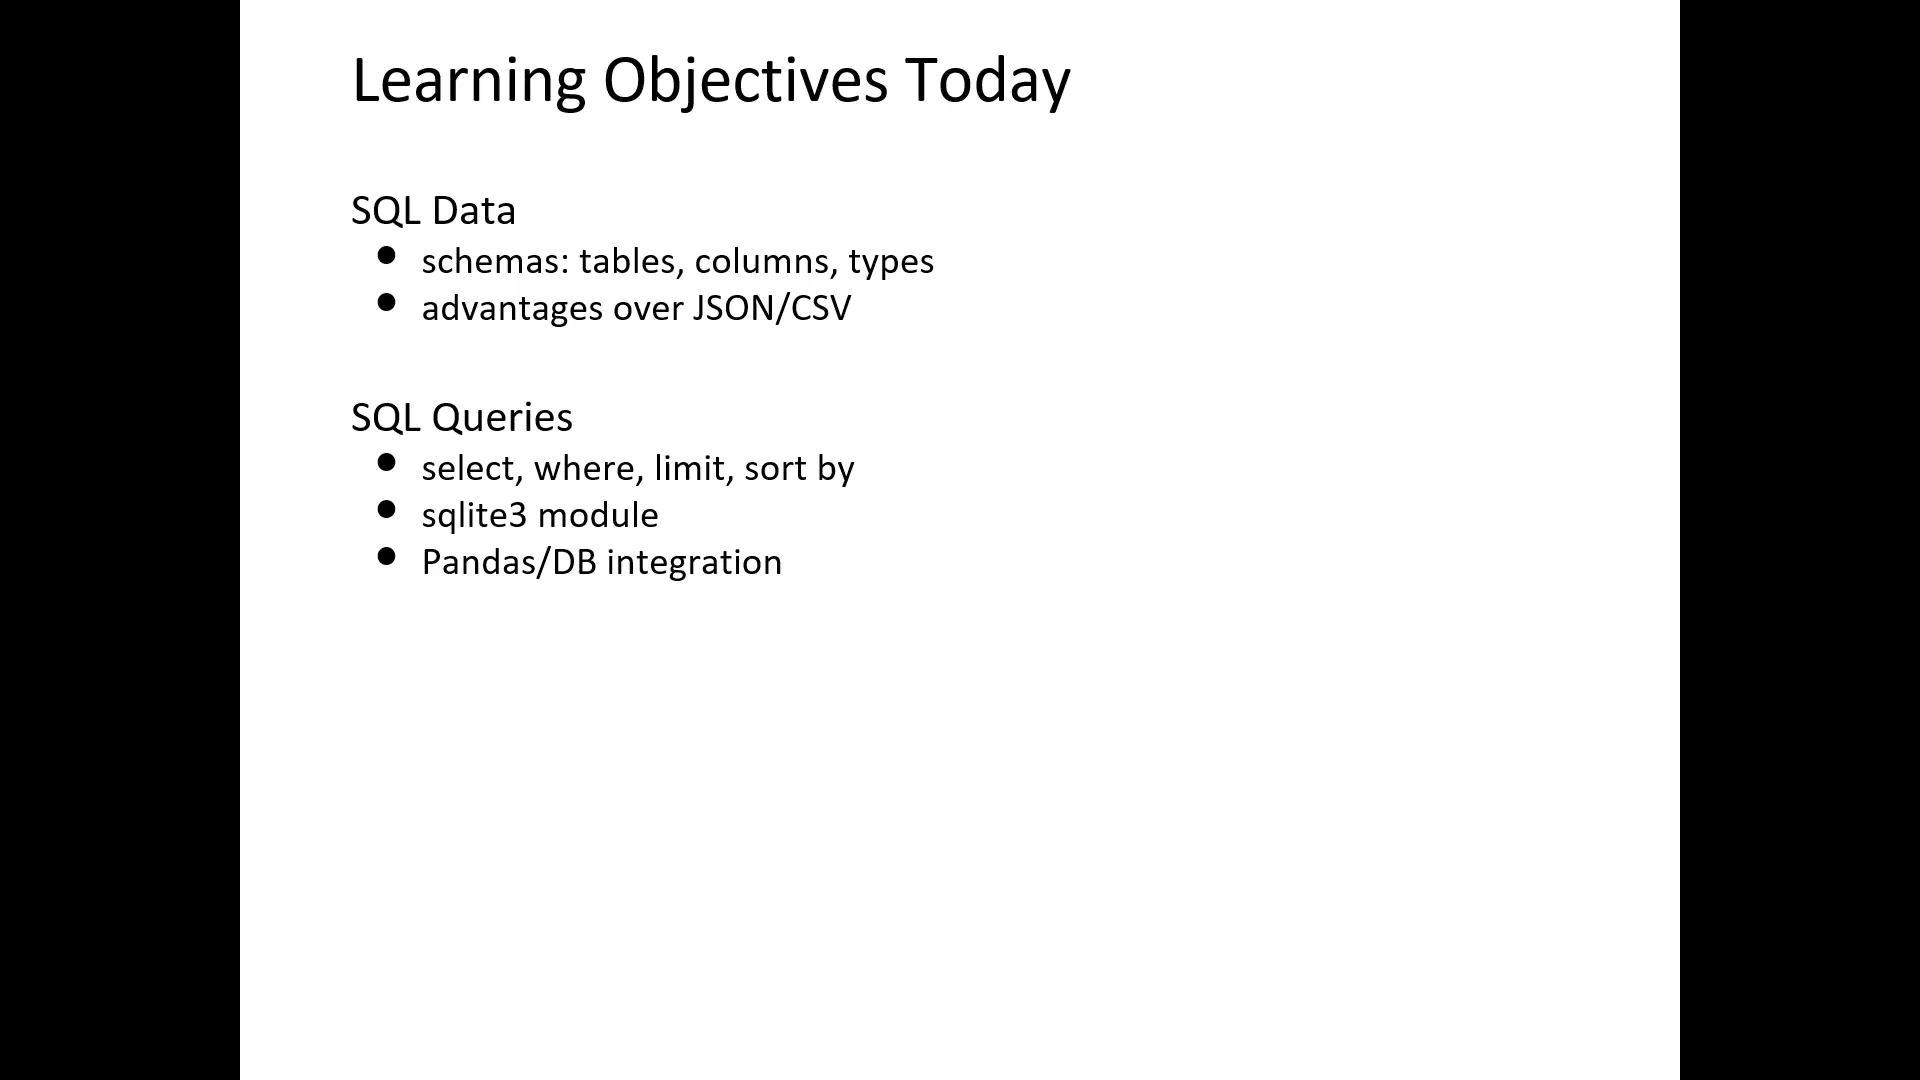 Learning Objectives Today
SQL Data
● schemas: tables, columns, types
● advantages over JSON/CSV
SQL Queries
● select, where, limit, sort by
● sqlite3 module
● Pandas/DB integration